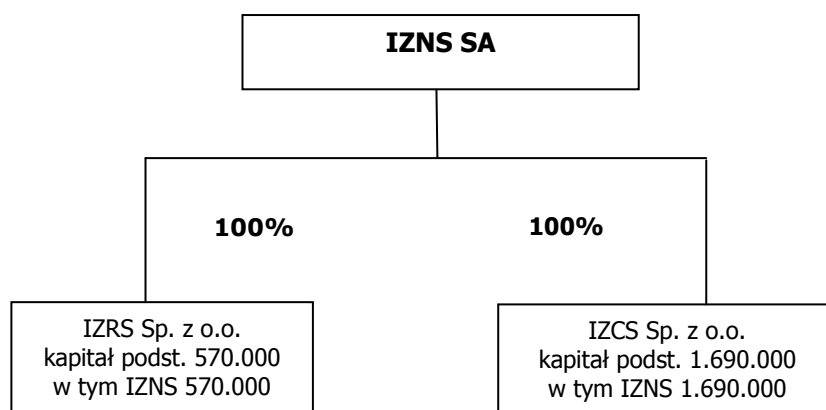 IZNS SA
100%
100%
IZRS Sp. z o.o.
kapitał podst. 570.000
w tym IZNS 570.000
IZCS Sp. z o.o.
kapitał podst. 1.690.000
w tym IZNS 1.690.000